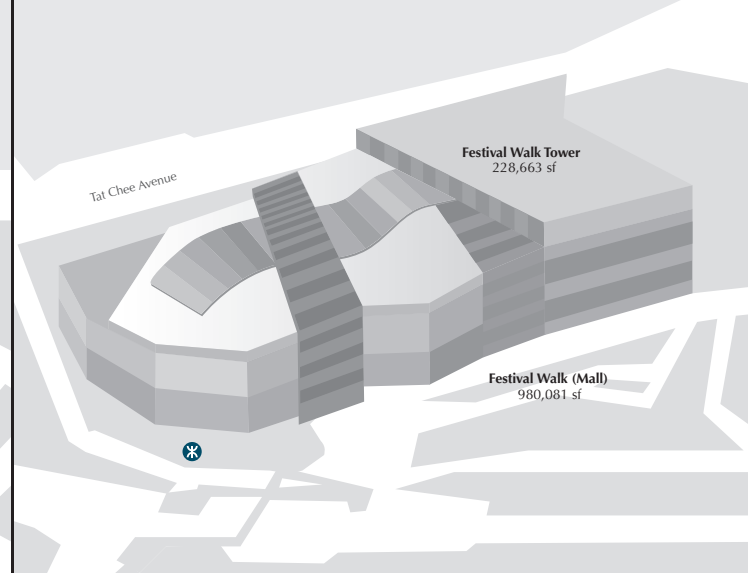 Festival Walk Tower
228,663 sf
Tat Chee Avenue
Festival Walk (Mall)
980,081 sf